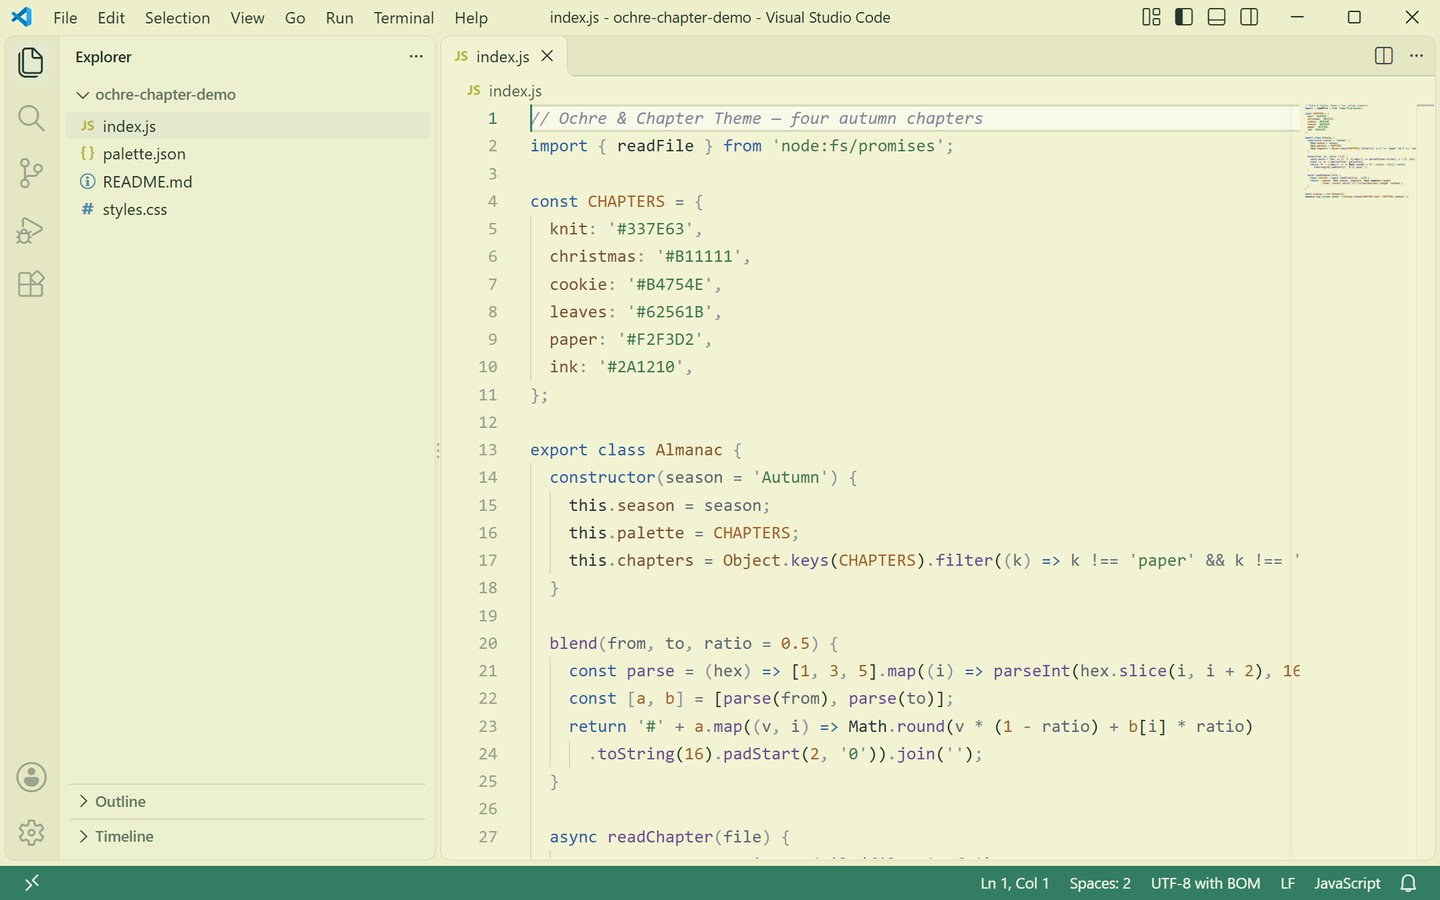 File Edit Selection View Go Run Terminal Help
index.js - ochre-chapter-demo - Visual Studio Code
Explorer
ochre-chapter-demo
JS index.js
{} palette.json
README.md
# styles.css
Outline
Timeline
JS index.js
JS index.js
1 // Ochre & Chapter Theme — four autumn chapters
2 import { readFile } from 'node:fs/promises';
3
4 const CHAPTERS = {
5 knit: '#337E63',
6 christmas: '#B11111',
7 cookie: '#B4754E',
8 leaves: '#62561B',
9 paper: '#F2F3D2',
10 ink: '#2A1210',
11 };
12
13 export class Almanac {
14 constructor(season = 'Autumn') {
15 this.season = season;
16 this.palette = CHAPTERS;
17 this.chapters = Object.keys(CHAPTERS).filter((k) => k !== 'paper' && k !== '
18 }
19
20 blend(from, to, ratio = 0.5) {
21 const parse = (hex) => [1, 3, 5].map((i) => parseInt(hex.slice(i, i + 2), 16
22 const [a, b] = [parse(from), parse(to)];
23 return '#' + a.map((v, i) => Math.round(v * (1 - ratio) + b[i] * ratio)
24 .toString(16).padStart(2, '0')).join('');
25 }
26
27 async readChapter(file) {
Ln 1, Col 1 Spaces: 2 UTF-8 with BOM LF JavaScript